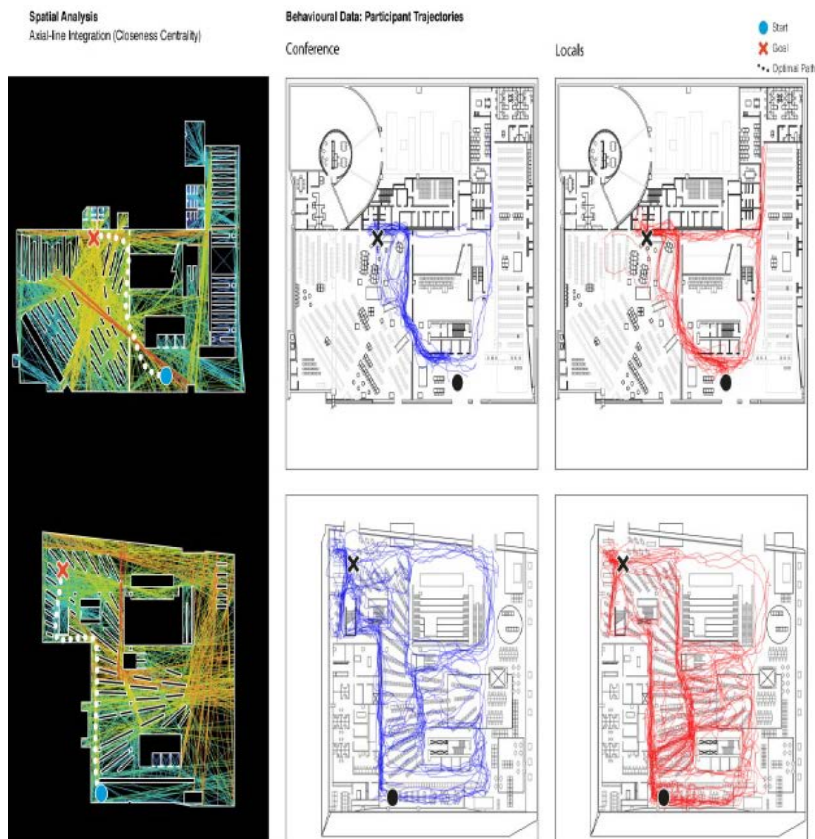 Spatial Analysis
Axial-line Integration (Closeness Centrality)
Behavioural Data: Participant Trajectories
Conference
Locals
Start
Goal
Optimal Path